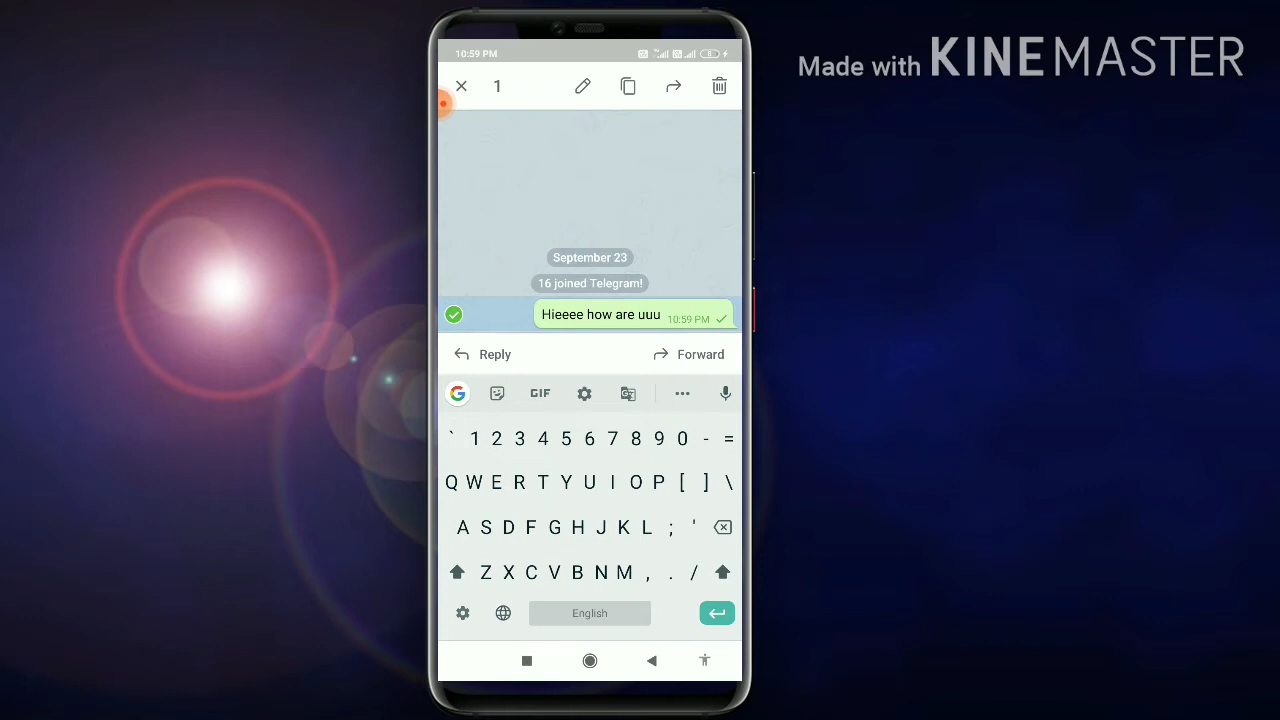 Made with KINEMASTER
10:59 PM
1
September 23
16 joined Telegram!
Hieeee how are uuu 10:59 PM
Reply Forward
GIF
` 1 2 3 4 5 6 7 8 9 0 - =
Q W E R T Y U I O P [ ] \
A S D F G H J K L ; '
Z X C V B N M , . /
English